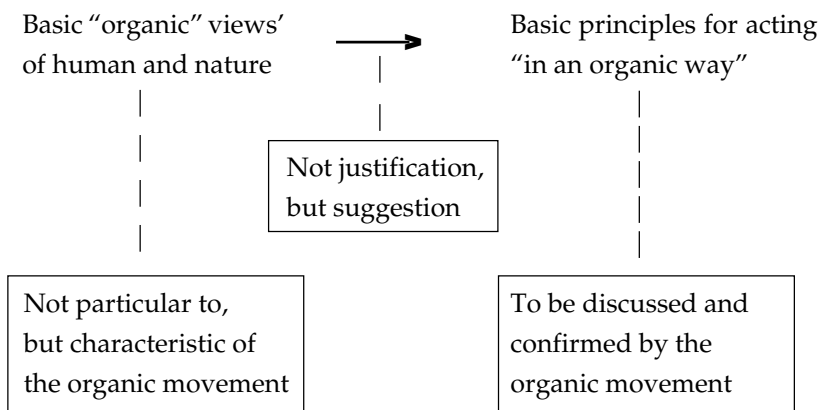 Basic “organic” views’
of human and nature
Basic principles for acting
“in an organic way”
Not justification,
but suggestion
Not particular to,
but characteristic of
the organic movement
To be discussed and
confirmed by the
organic movement